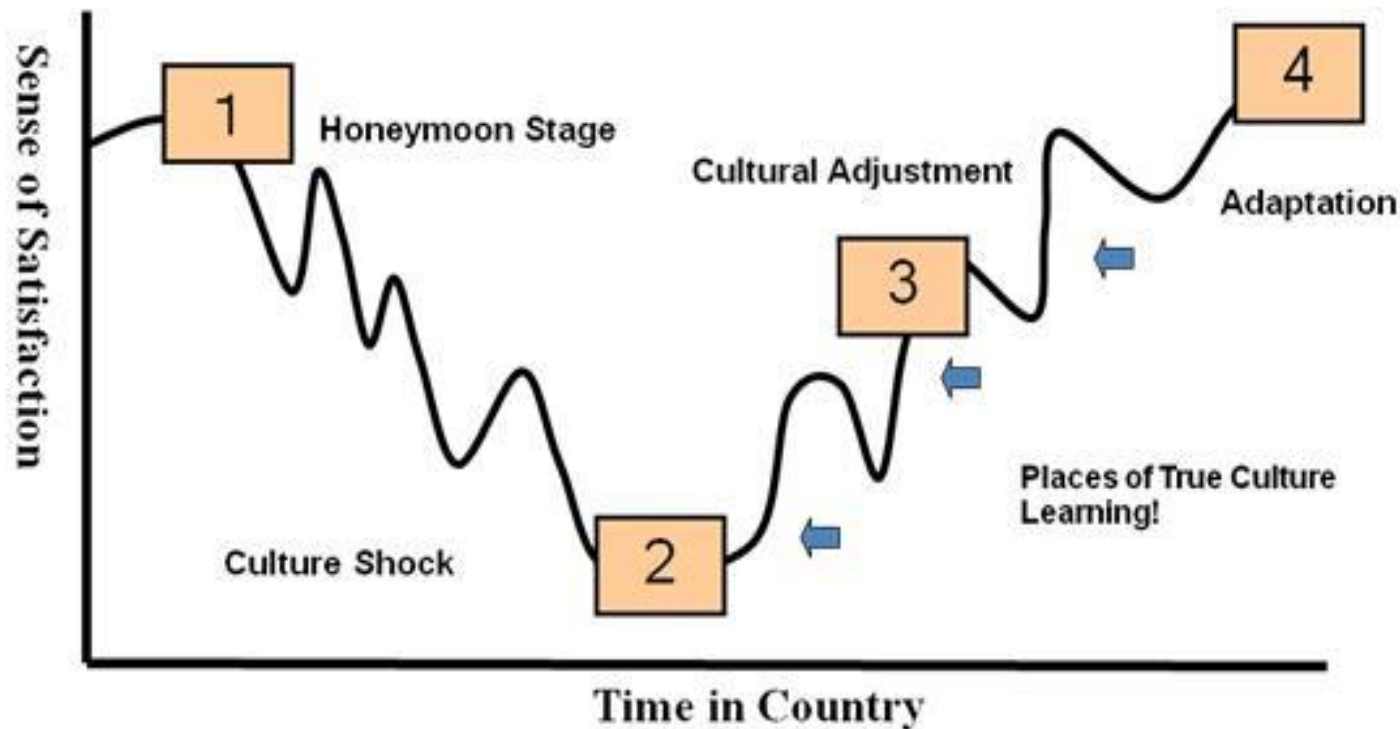 4
1
Honeymoon Stage
Cultural Adjustment
Adaptation
3
Places of True Culture
Learning!
2
Culture Shock
Sense of Satisfaction
Time in Country